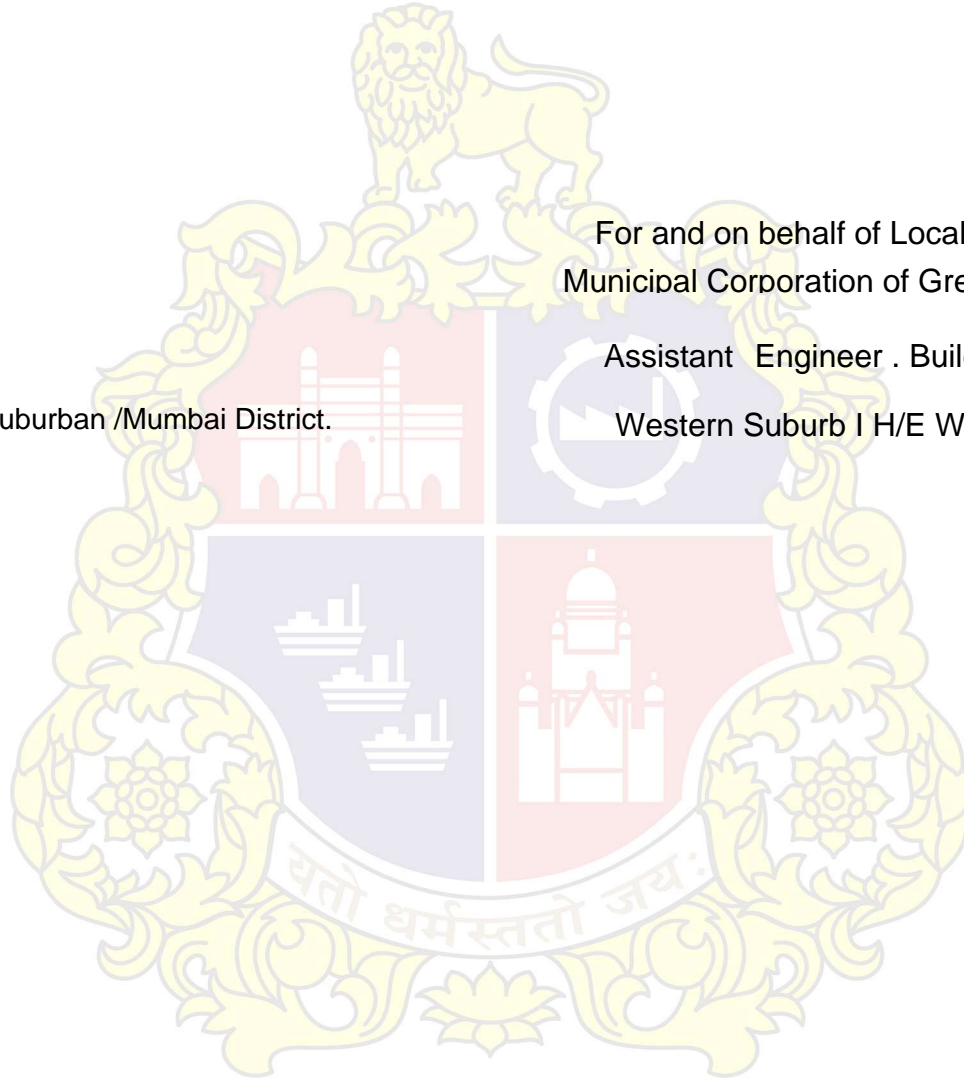 For and on behalf of Local
Municipal Corporation of Gre
Assistant Engineer . Buil
uburban /Mumbai District.
Western Suburb I H/E W
यतो धर्मस्ततो जय: